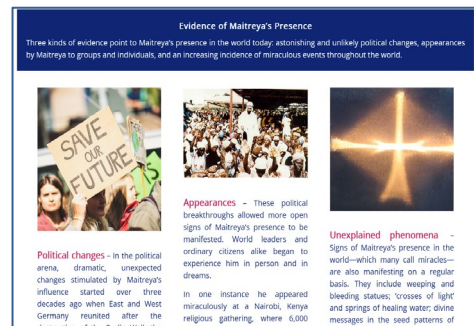 Evidence of Maitreya's Presence
Three kinds of evidence point to Maitreya's presence in the world today: astonishing and unlikely political changes, appearances
by Maitreya to groups and individuals, and an increasing incidence of miraculous events throughout the world.
SAVE
OUR
FUTURE
Political changes - In the political
arena, dramatic, unexpected
changes stimulated by Maitreya's
influence started over three
decades ago when East and West
Germany reunited after the
Appearances - These political
breakthroughs allowed more open
signs of Maitreya's presence to be
manifested. World leaders and
ordinary citizens alike began to
experience him in person and in
dreams.
In one instance he appeared
miraculously at a Nairobi, Kenya
religious gathering, where 6,000
Unexplained phenomena -
Signs of Maitreya's presence in the
world—which many call miracles—
are also manifesting on a regular
basis. They include weeping and
bleeding statues; 'crosses of light'
and springs of healing water; divine
messages in the seed patterns of